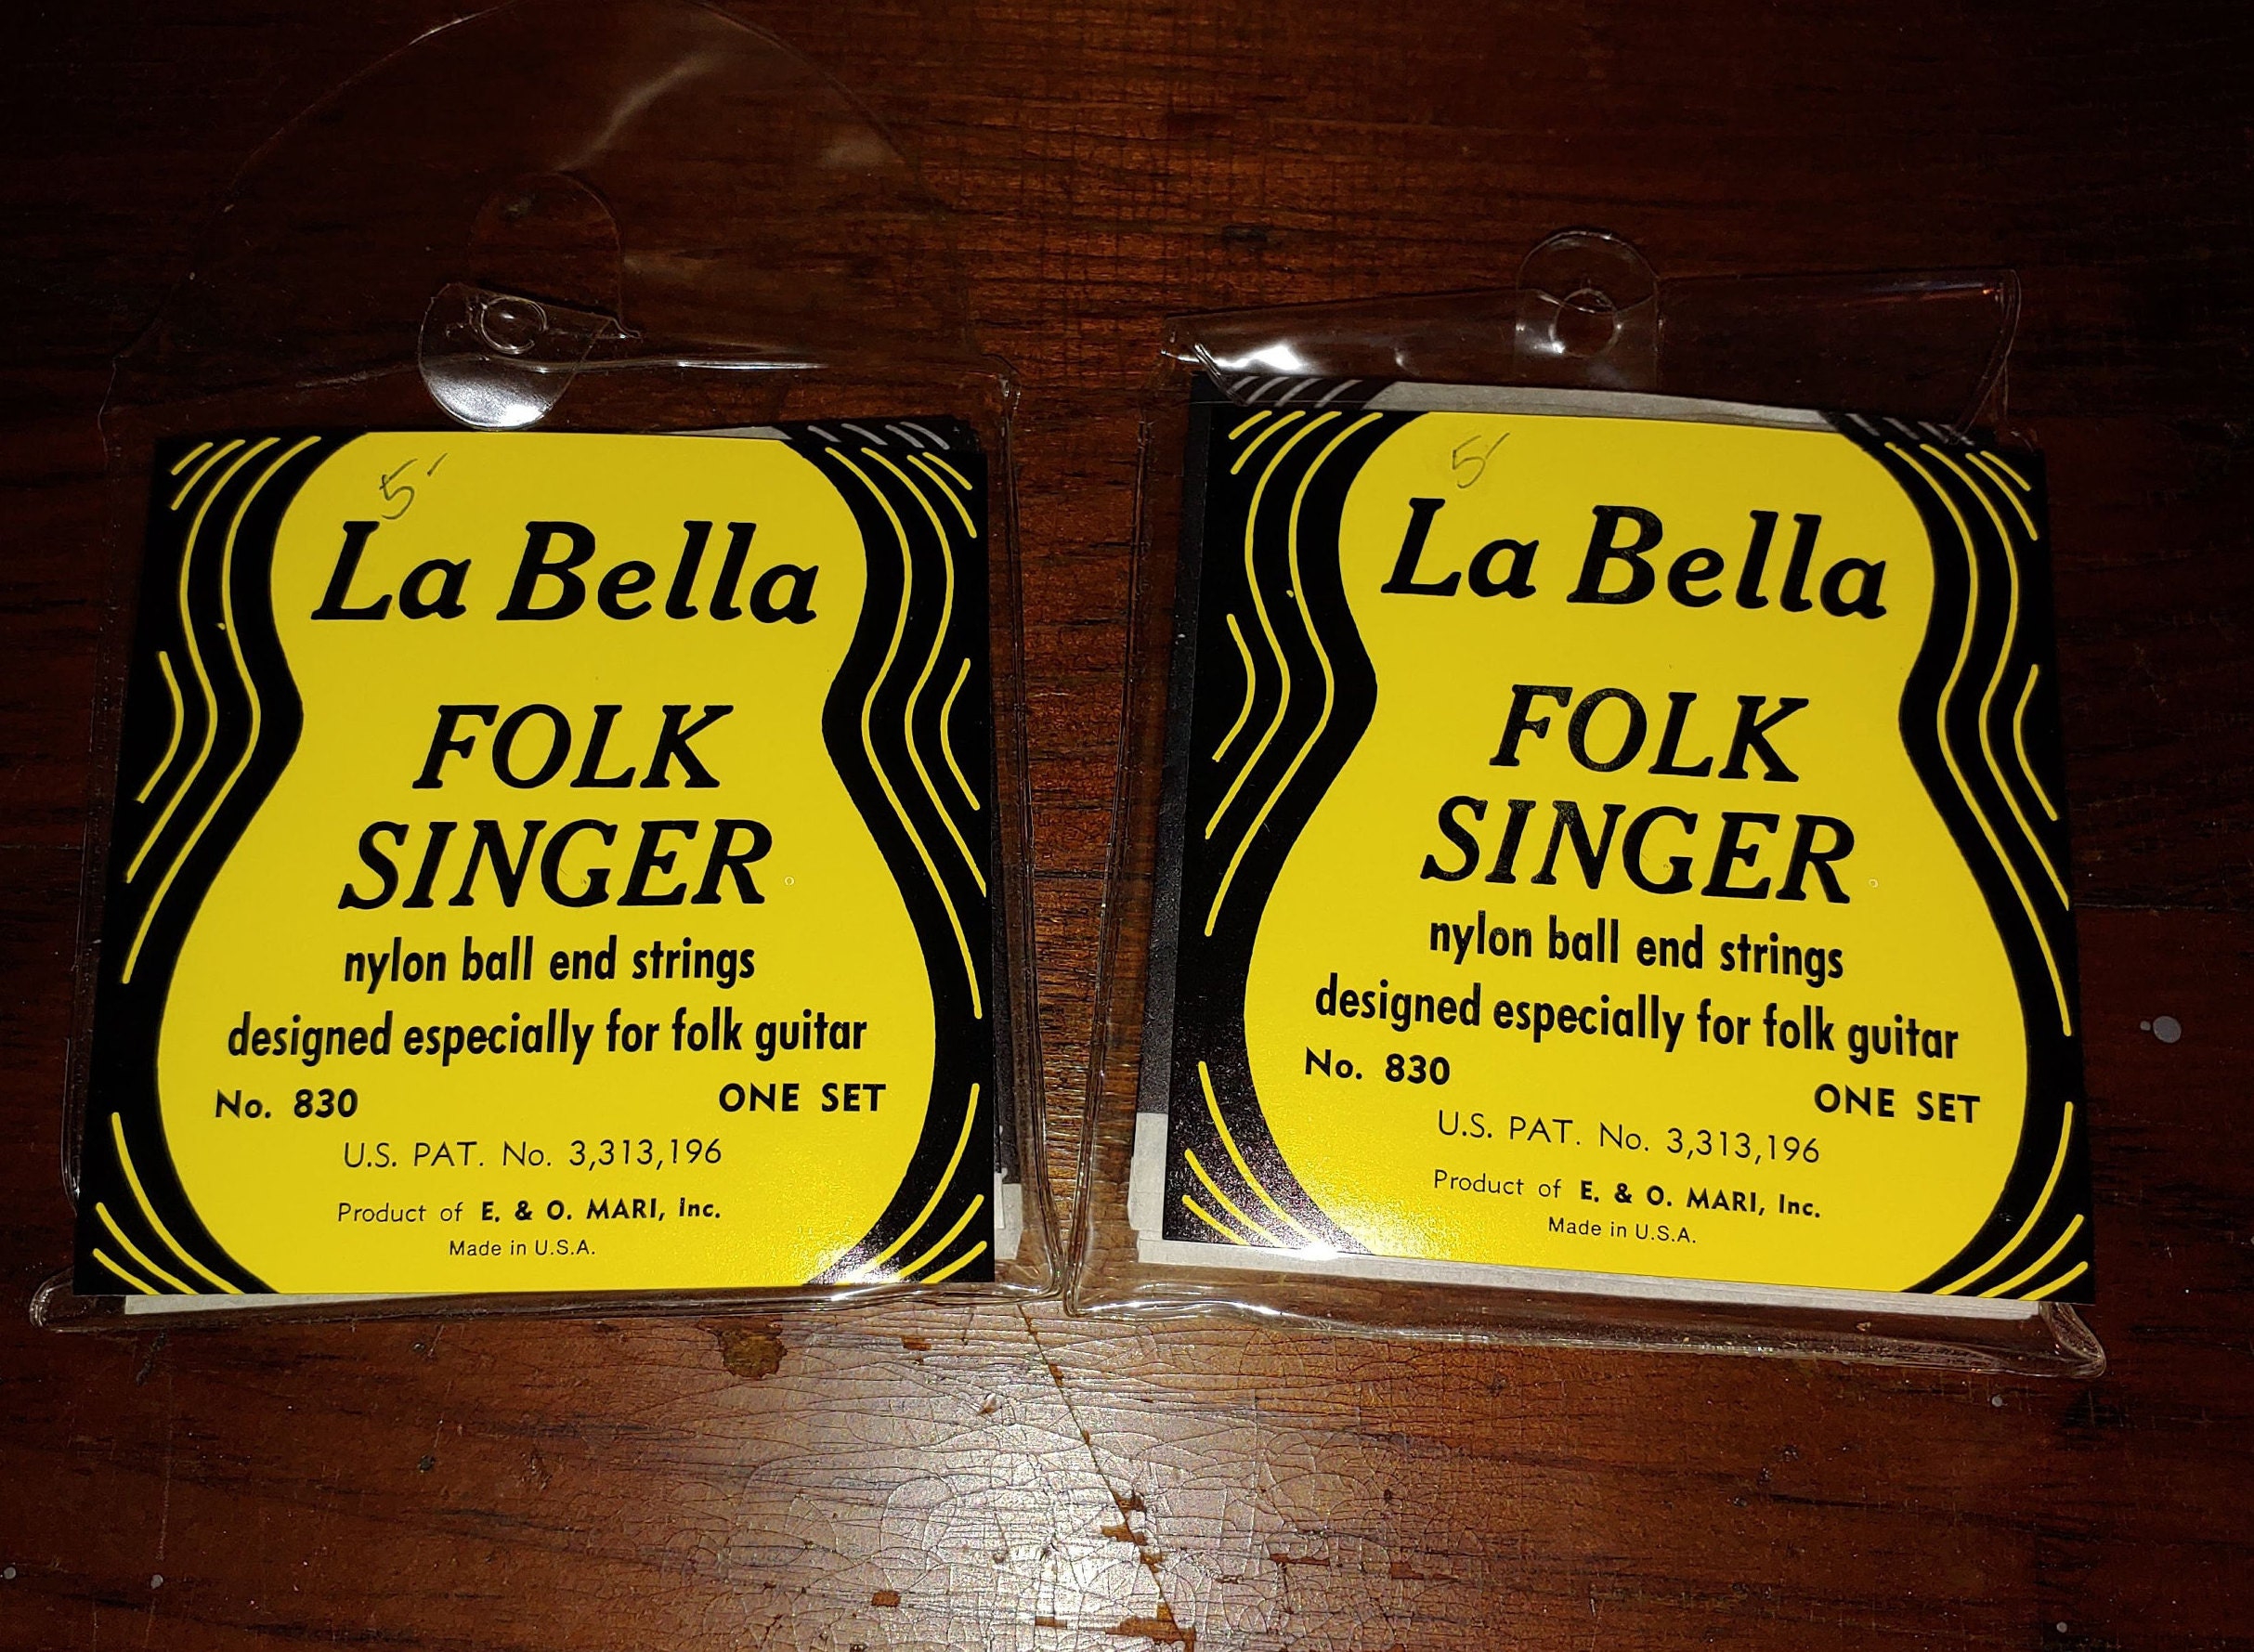 5'
La Bella
FOLK
SINGER
nylon ball end strings
designed especially for folk guitar
No. 830 ONE SET
U.S. PAT. No. 3,313,196
Product of E. & O. MARI, Inc.
Made in U.S.A.
5'
La Bella
FOLK
SINGER
nylon ball end strings
designed especially for folk guitar
No. 830 ONE SET
U.S. PAT. No. 3,313,196
Product of E. & O. MARI, Inc.
Made in U.S.A.